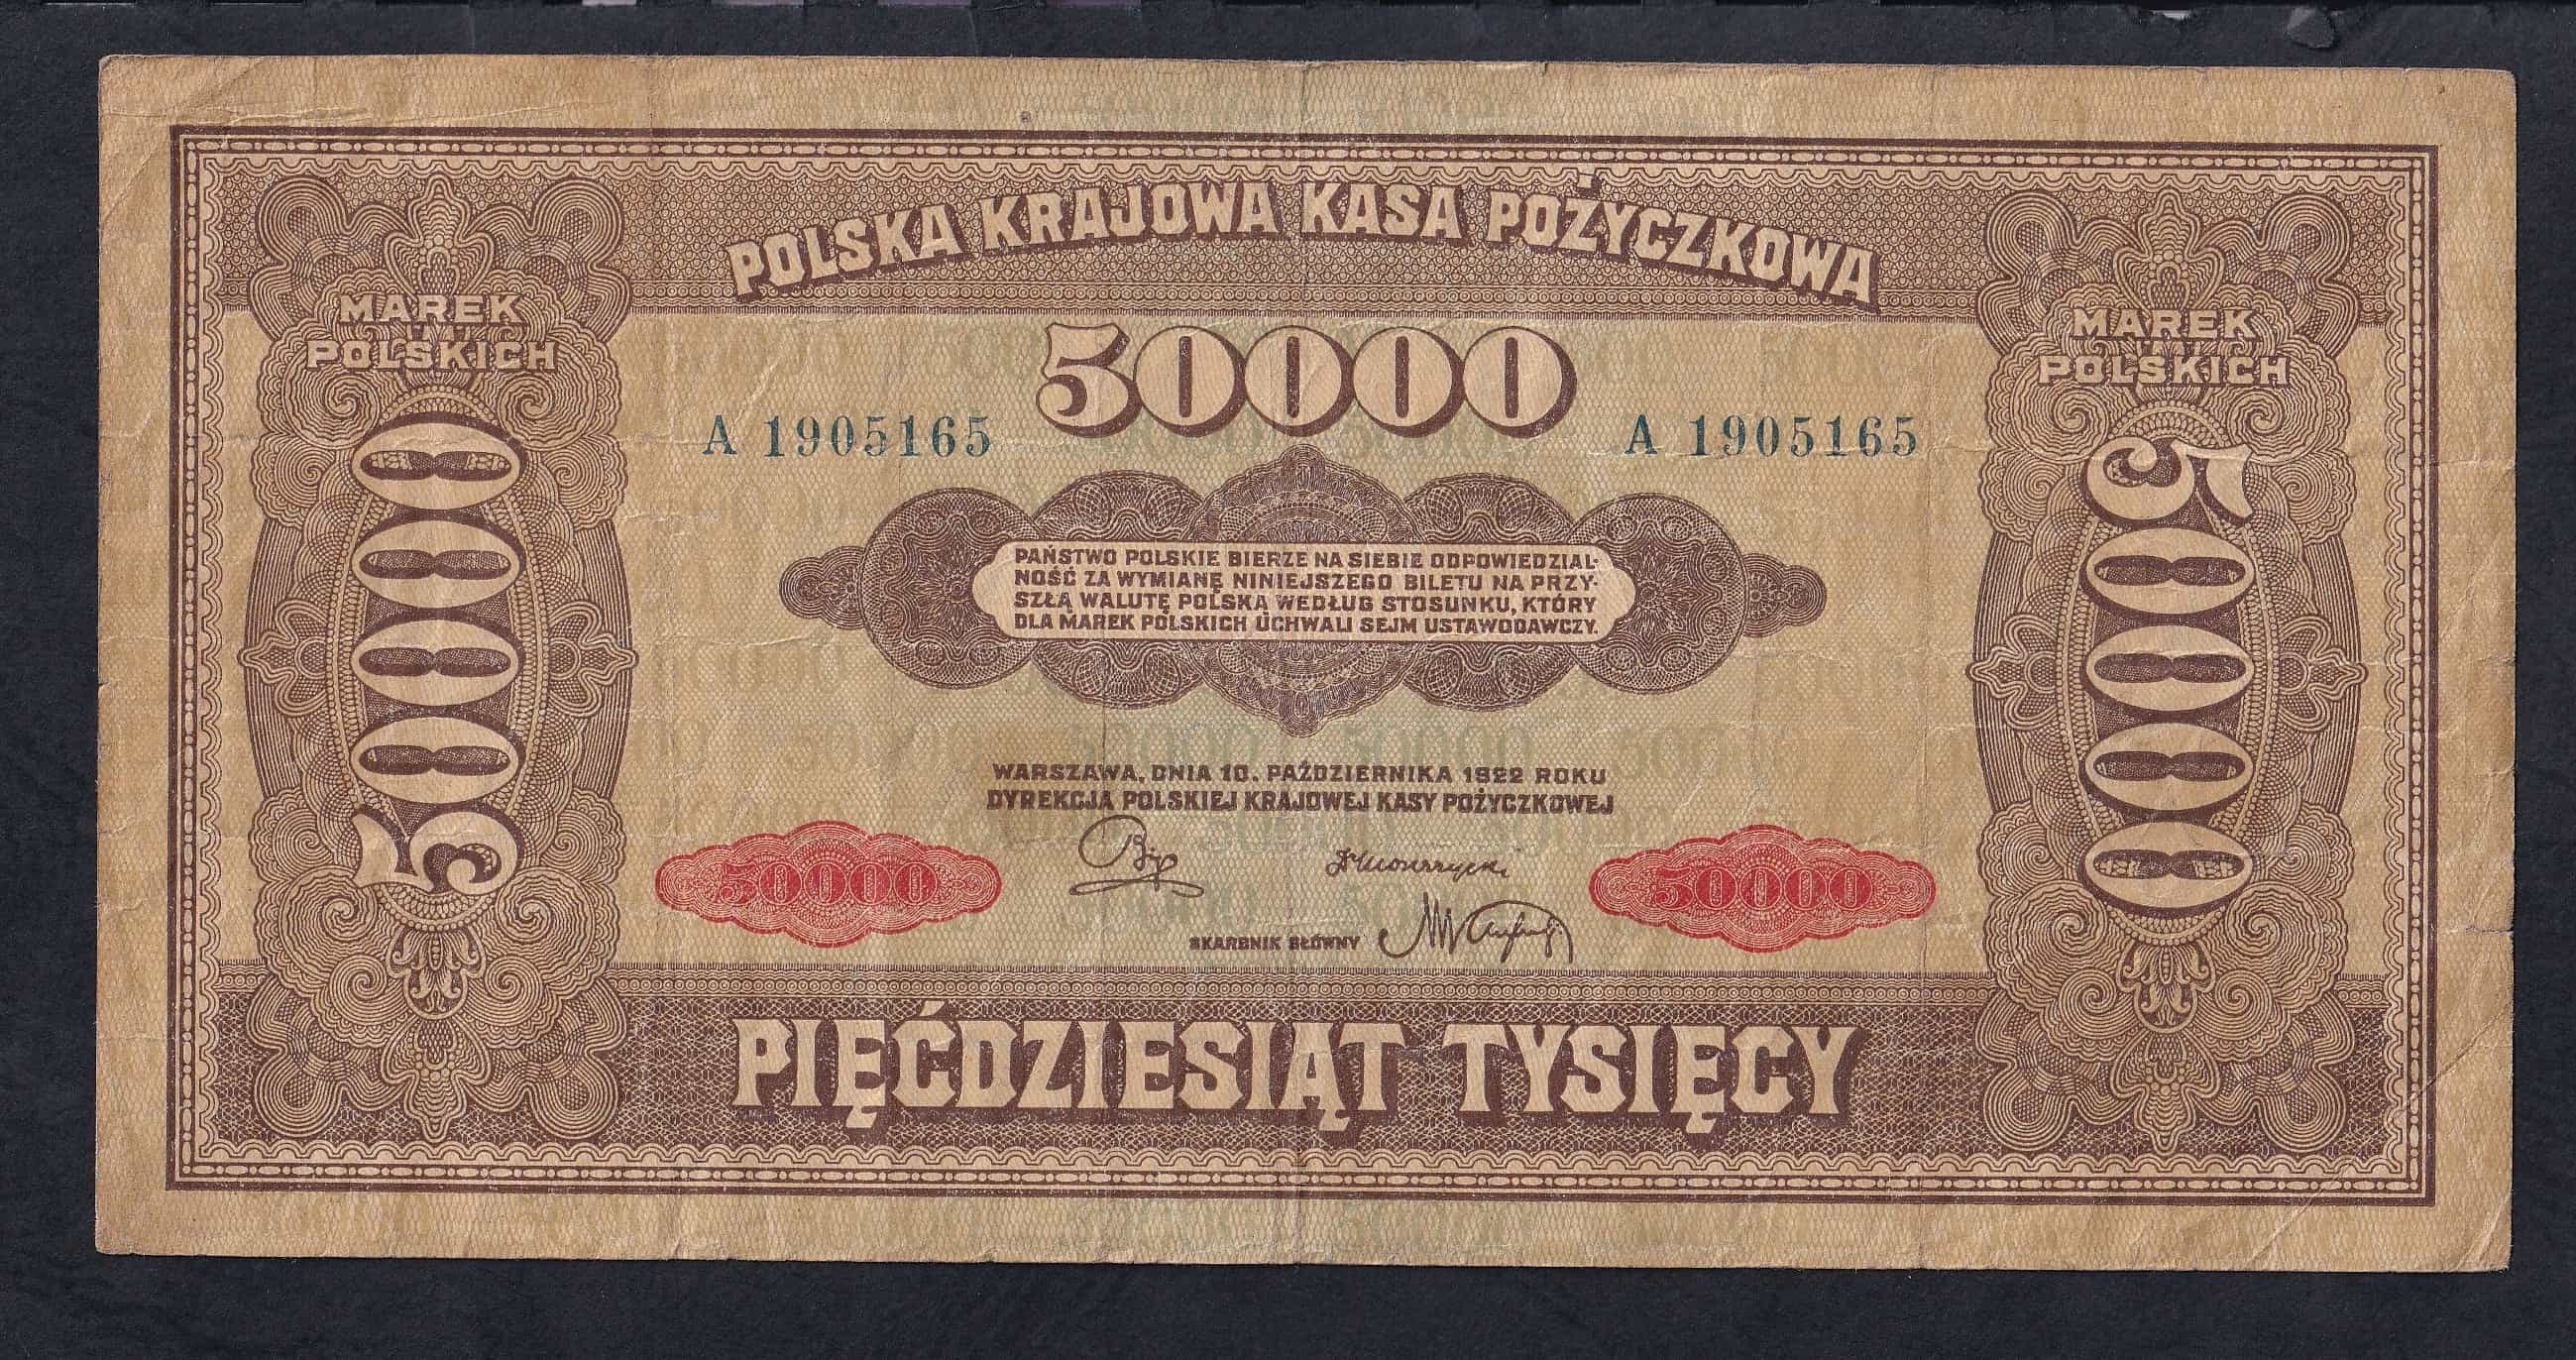 POLSKA KRAJOWA KASA POŻYCZKOWA
MAREK
POLSKICH
50000
MAREK
POLSKICH
50000
50000
A 1905165
A 1905165
PAŃSTWO POLSKIE BIERZE NA SIEBIE ODPOWIEDZIAL-
NOŚĆ ZA WYMIANĘ NINIEJSZEGO BILETU NA PRZY-
SZŁĄ WALUTĘ POLSKĄ WEDŁUG STOSUNKU, KTÓRY
DLA MAREK POLSKICH UCHWALI SEJM USTAWODAWCZY.
WARSZAWA, DNIA 10. PAŹDZIERNIKA 1922 ROKU
DYREKCJA POLSKIEJ KRAJOWEJ KASY POŻYCZKOWEJ
50000
50000
SKARBNIK GŁÓWNY
PIĘĆDZIESIĄT TYSIĘCY